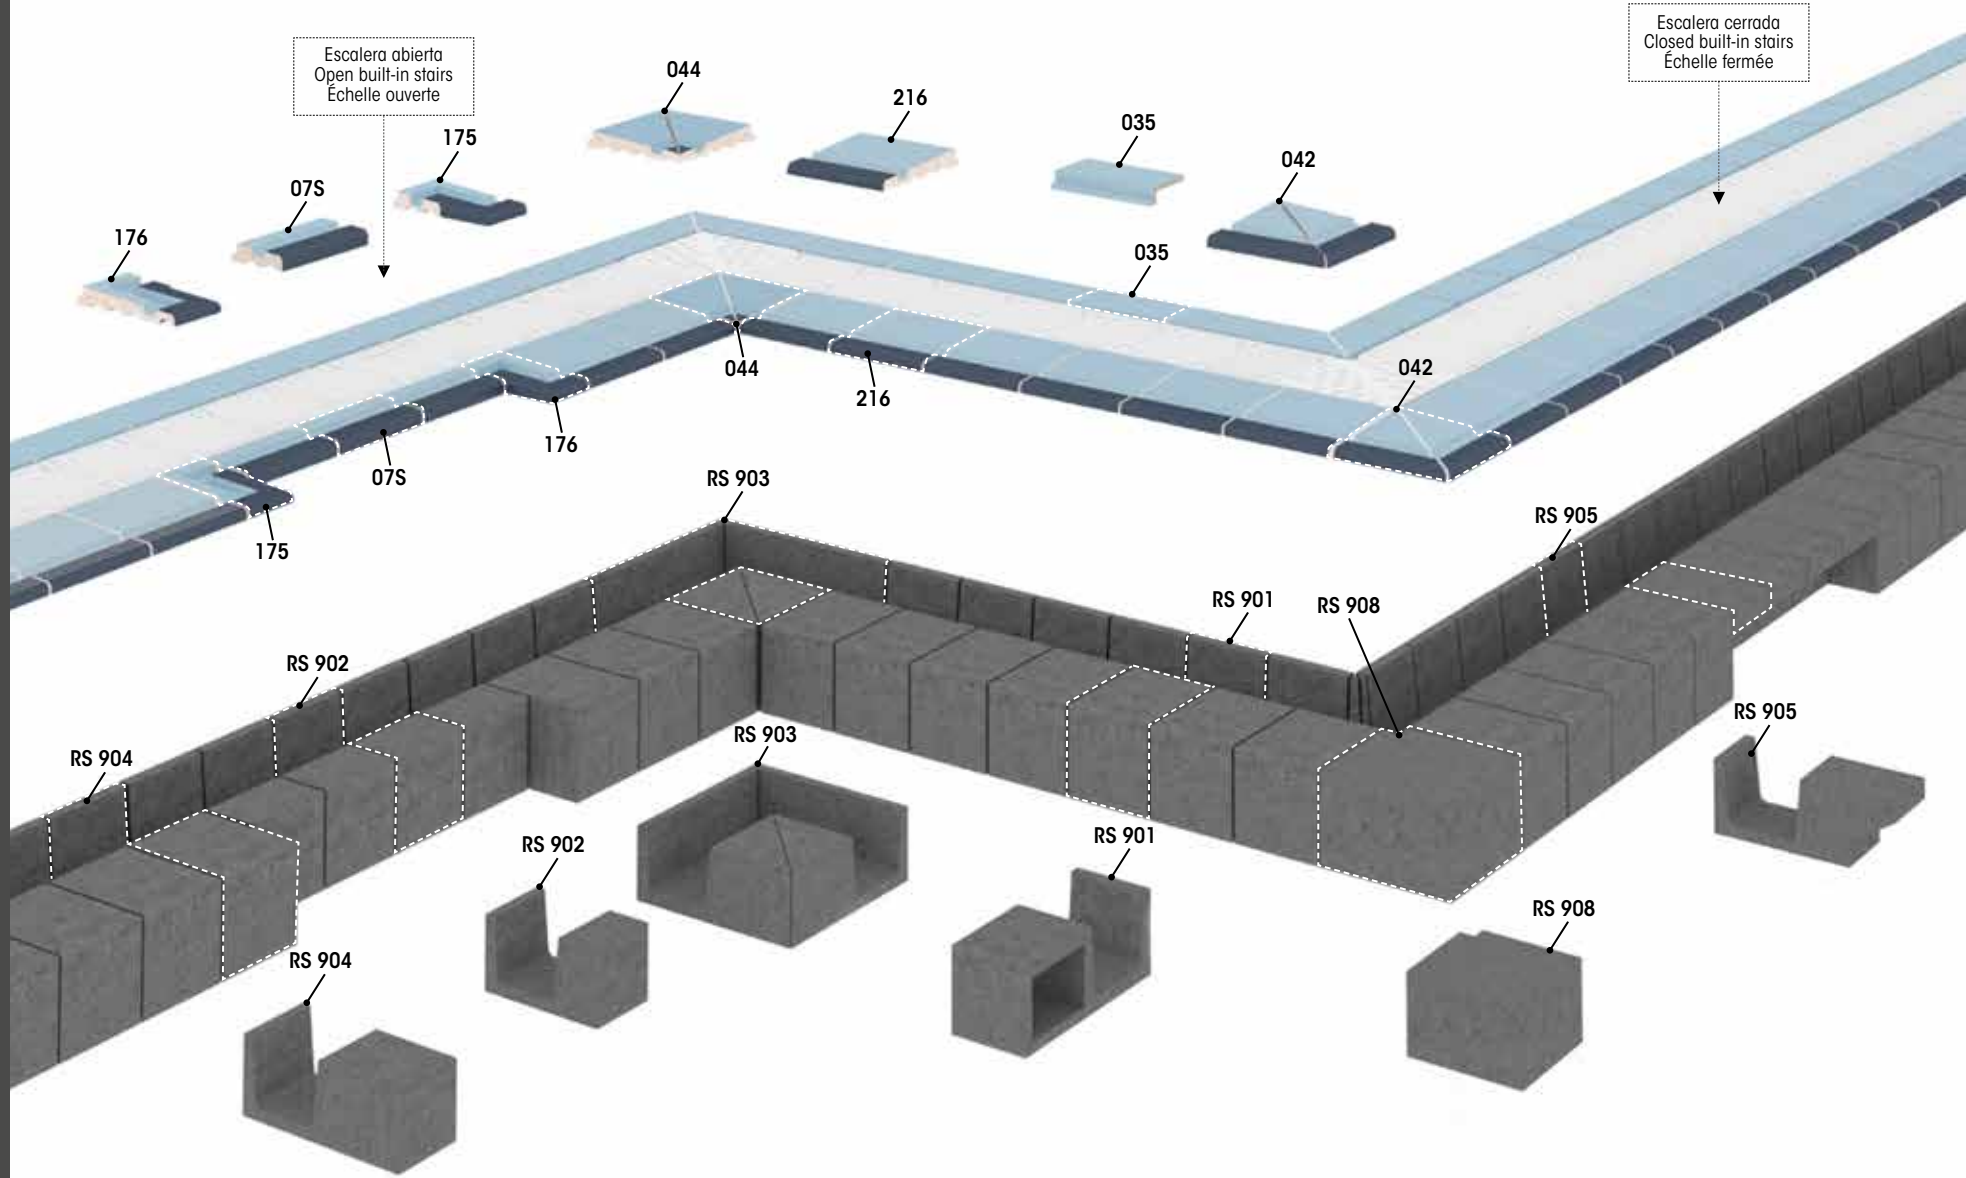 Escalera abierta
Open built-in stairs
Échelle ouverte
Escalera cerrada
Closed built-in stairs
Échelle fermée
044
216
035
042
175
07S
176
035
044
216
042
176
07S
175
RS 903
RS 905
RS 901
RS 908
RS 902
RS 904
RS 903
RS 905
RS 902
RS 901
RS 908
RS 904